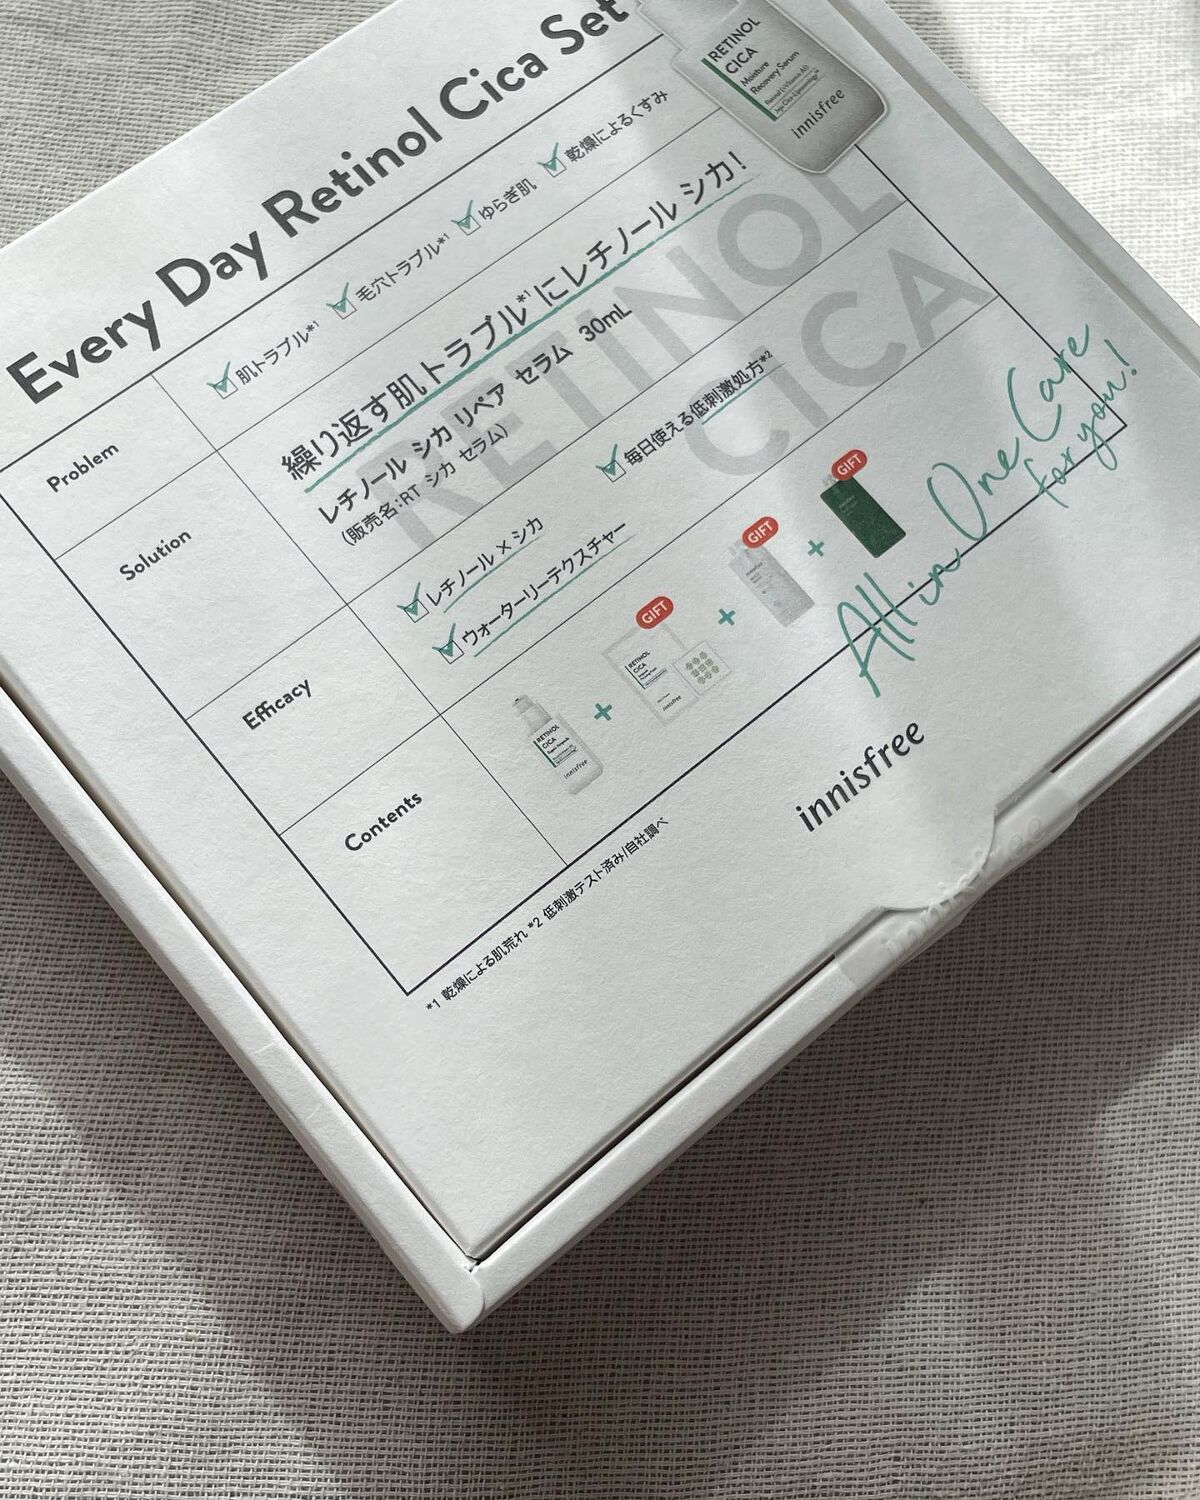 Every Day Retinol Cica Set
RETINOL
CICA
Moisture
Recovery Serum
innisfree
Problem
肌トラブル*1 毛穴トラブル*1 ゆらぎ肌 乾燥によるくすみ
Solution
繰り返す肌トラブル*1にレチノール シカ!
レチノール シカ リペア セラム 30mL
(販売名:RT シカ セラム)
RETINOL
CICA
Efficacy
レチノール×シカ 毎日使える低刺激処方*2
ウォーターリーテクスチャー
Contents
RETINOL
CICA
innisfree
+
GIFT
RETINOL
CICA
innisfree
+
GIFT
+
GIFT
All in One Care
for you!
innisfree
*1 乾燥による肌荒れ *2 低刺激テスト済み/自社調べ